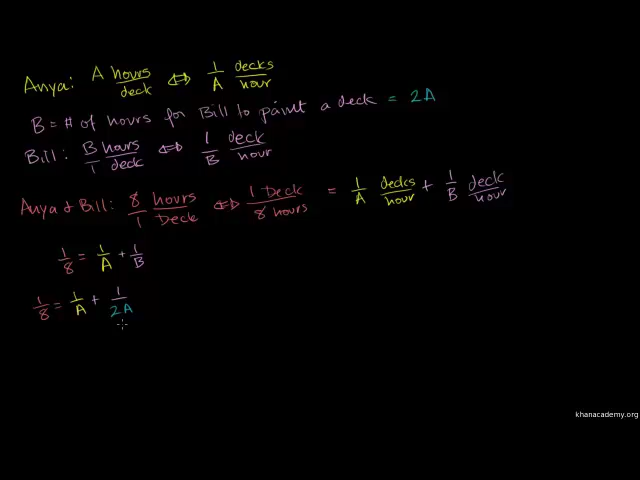 Anya: A hours/deck ⇔ 1/A decks/hour
B = # of hours for Bill to paint a deck = 2A
Bill: B/1 hours/deck ⇔ 1/B deck/hour
Anya & Bill: 8/1 hours/Deck ⇔ 1 Deck/8 hours = 1/A decks/hour + 1/B deck/hour
1/8 = 1/A + 1/B
1/8 = 1/A + 1/2A
khanacademy.org